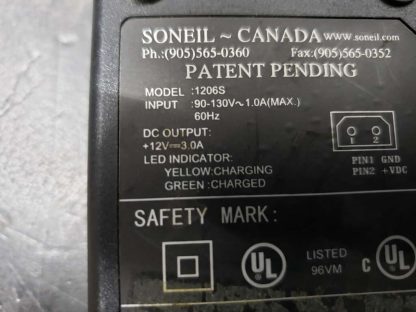 SONEIL ~ CANADA www.soneil.com
Ph.:(905)565-0360 Fax:(905)565-0352
PATENT PENDING
MODEL :1206S
INPUT :90-130V~1.0A(MAX.)
60Hz
DC OUTPUT:
+12V⎓3.0A
LED INDICATOR:
YELLOW:CHARGING
GREEN :CHARGED
1 2
PIN1 GND
PIN2 +VDC
SAFETY MARK:
UL
LISTED
96VM
C UL